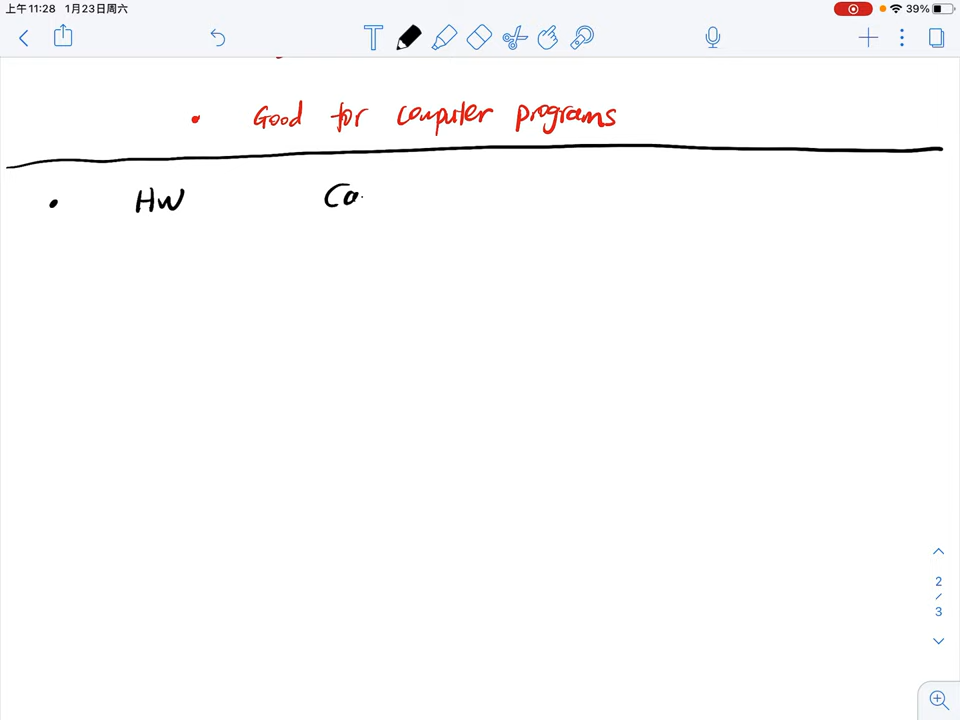 上午11:28 1月23日周六 39%
T
• Good for computer programs
• HW Ca
2
/
3